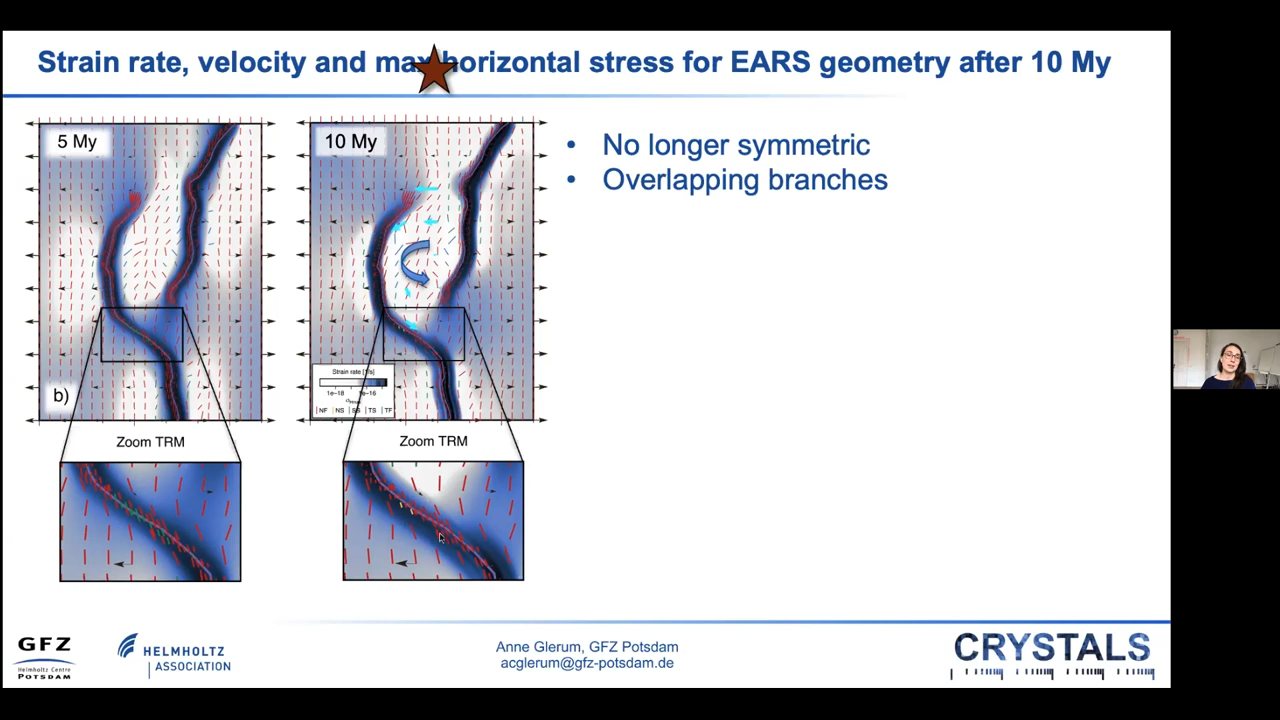 Strain rate, velocity and max horizontal stress for EARS geometry after 10 My
5 My
10 My
• No longer symmetric
• Overlapping branches
b)
Strain rate [1/s]
1e-18
1e-16
NF NS SS TS TF
Zoom TRM
Zoom TRM
GFZ
Helmholtz Centre
POTSDAM
HELMHOLTZ
ASSOCIATION
Anne Glerum, GFZ Potsdam
acglerum@gfz-potsdam.de
CRYSTALS